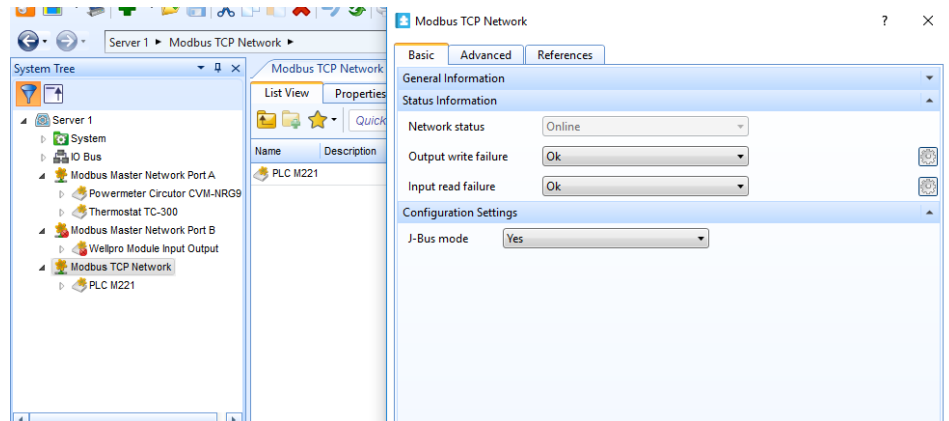 Server 1 ▸ Modbus TCP Network ▸
System Tree
Server 1
System
IO Bus
Modbus Master Network Port A
Powermeter Circutor CVM-NRG9
Thermostat TC-300
Modbus Master Network Port B
Wellpro Module Input Output
Modbus TCP Network
PLC M221
Modbus TCP Network
List View Properties
Quick
Name Description
PLC M221
Modbus TCP Network ? ×
Basic Advanced References
General Information
Status Information
Network status Online
Output write failure Ok
Input read failure Ok
Configuration Settings
J-Bus mode Yes